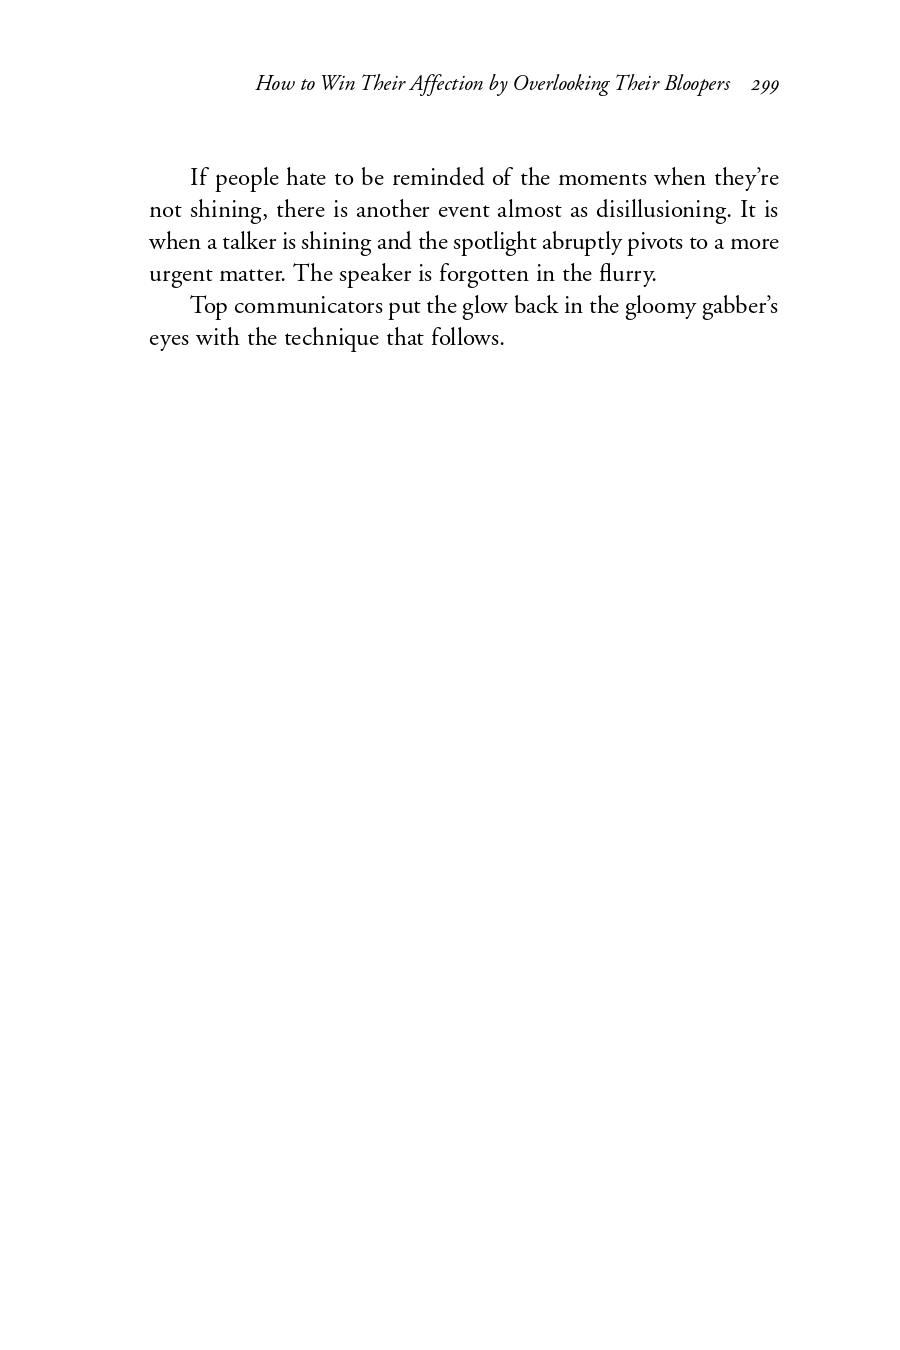 How to Win Their Affection by Overlooking Their Bloopers 299
If people hate to be reminded of the moments when they’re
not shining, there is another event almost as disillusioning. It is
when a talker is shining and the spotlight abruptly pivots to a more
urgent matter. The speaker is forgotten in the flurry.
Top communicators put the glow back in the gloomy gabber’s
eyes with the technique that follows.